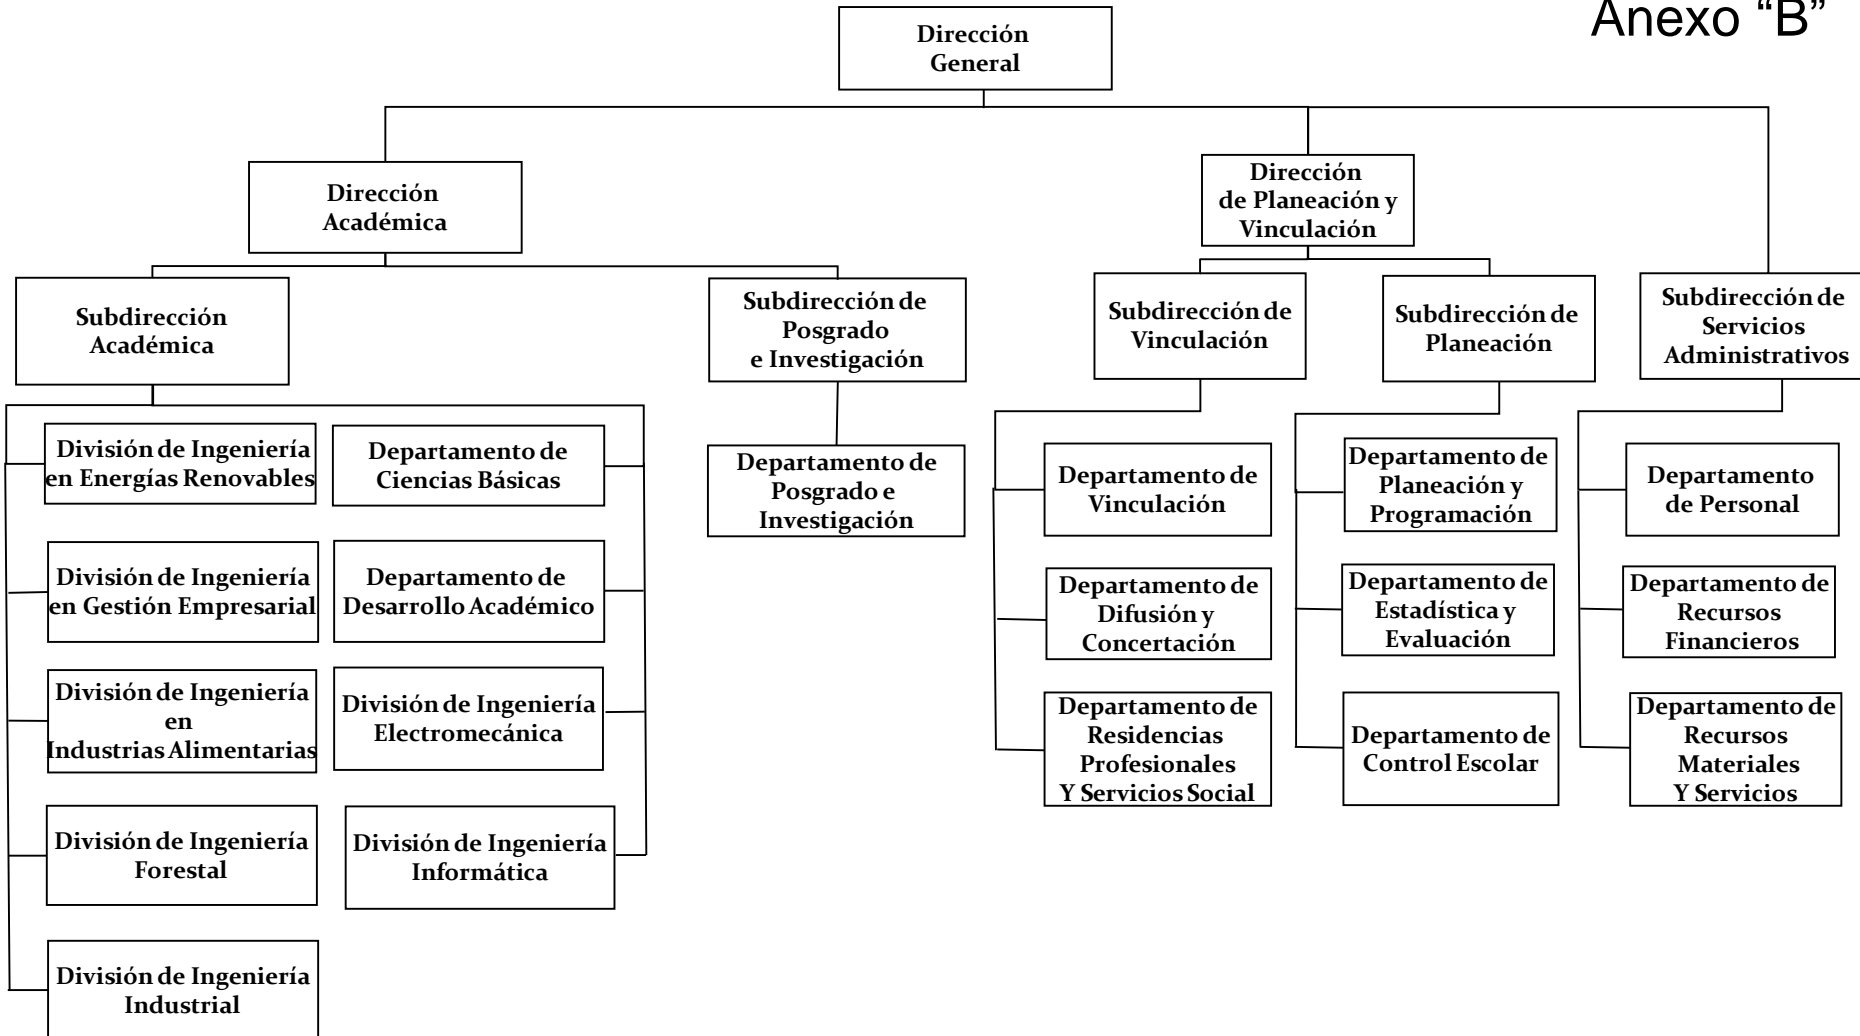 Anexo “B”
Dirección
General
Dirección
Académica
Dirección
de Planeación y
Vinculación
Subdirección
Académica
Subdirección de
Posgrado
e Investigación
Subdirección de
Vinculación
Subdirección de
Planeación
Subdirección de
Servicios
Administrativos
División de Ingeniería
en Energías Renovables
Departamento de
Ciencias Básicas
Departamento de
Posgrado e
Investigación
Departamento de
Vinculación
Departamento de
Planeación y
Programación
Departamento
de Personal
División de Ingeniería
en Gestión Empresarial
Departamento de
Desarrollo Académico
Departamento de
Difusión y
Concertación
Departamento de
Estadística y
Evaluación
Departamento de
Recursos
Financieros
División de Ingeniería
en
Industrias Alimentarias
División de Ingeniería
Electromecánica
Departamento de
Residencias
Profesionales
Y Servicios Social
Departamento de
Control Escolar
Departamento de
Recursos
Materiales
Y Servicios
División de Ingeniería
Forestal
División de Ingeniería
Informática
División de Ingeniería
Industrial